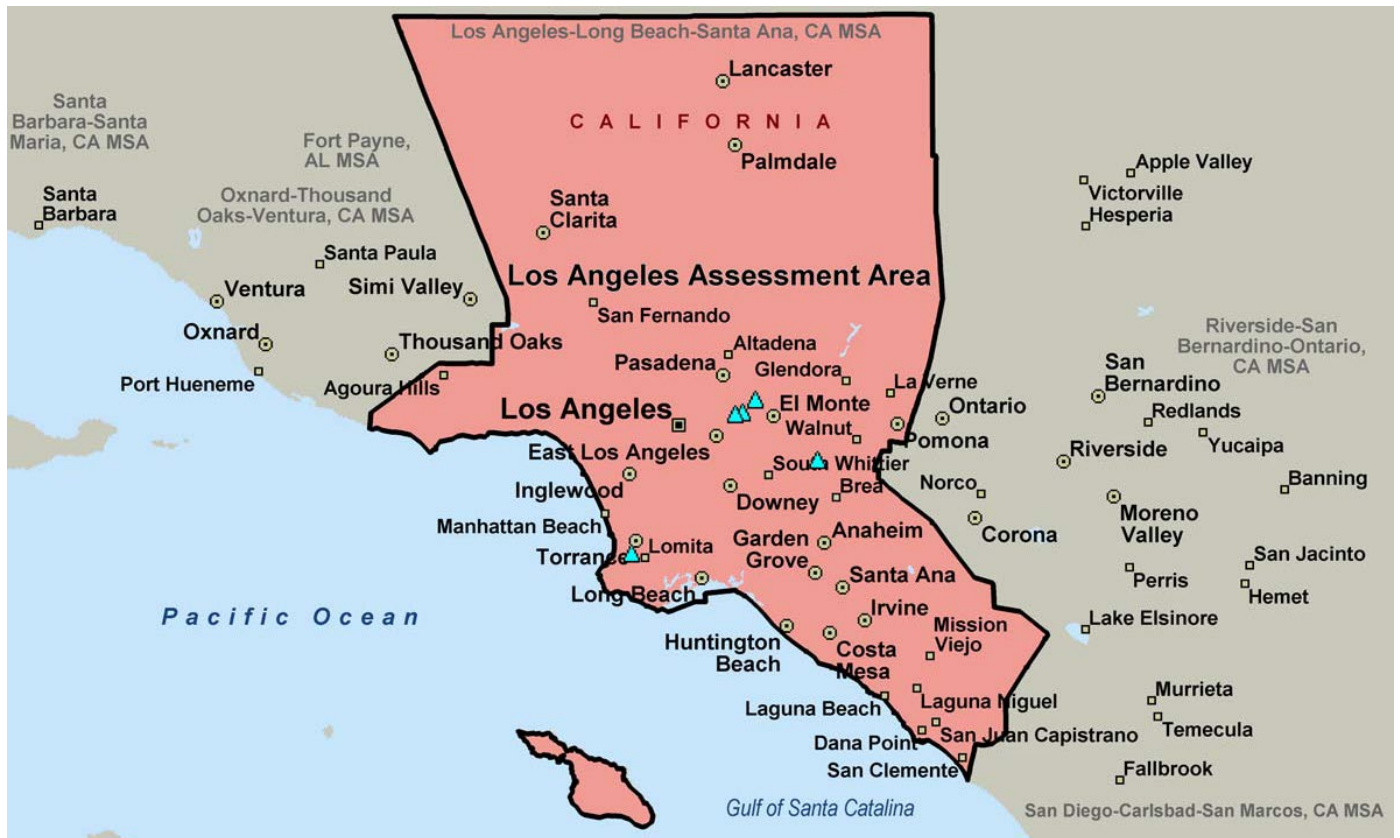 Los Angeles-Long Beach-Santa Ana, CA MSA
Lancaster
CALIFORNIA
Palmdale
Santa
Barbara-Santa
Maria, CA MSA
Fort Payne,
AL MSA
Oxnard-Thousand
Oaks-Ventura, CA MSA
Santa
Barbara
Santa
Clarita
Apple Valley
Victorville
Hesperia
Santa Paula
Los Angeles Assessment Area
Ventura
Simi Valley
San Fernando
Oxnard
Thousand Oaks
Altadena
Riverside-San
Bernardino-Ontario,
CA MSA
Port Hueneme
Agoura Hills
Pasadena
Glendora
La Verne
San
Bernardino
Los Angeles
El Monte
Ontario
Redlands
Walnut
Pomona
Yucaipa
East Los Angeles
South Whittier
Riverside
Inglewood
Downey
Brea
Norco
Banning
Manhattan Beach
Garden
Grove
Anaheim
Corona
Moreno
Valley
Torrance
Lomita
San Jacinto
Long Beach
Santa Ana
Perris
Hemet
Pacific Ocean
Irvine
Lake Elsinore
Huntington
Beach
Costa
Mesa
Mission
Viejo
Laguna Beach
Laguna Niguel
Murrieta
Temecula
Dana Point
San Juan Capistrano
San Clemente
Fallbrook
Gulf of Santa Catalina
San Diego-Carlsbad-San Marcos, CA MSA